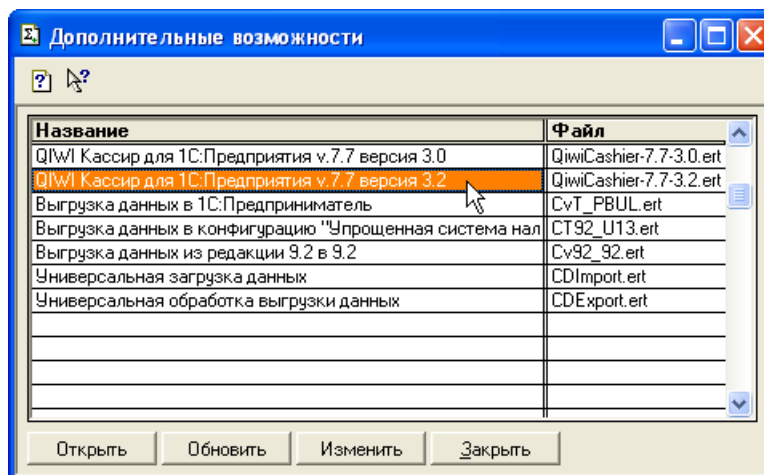 Дополнительные возможности
Название Файл
QIWI Кассир для 1С:Предприятия v.7.7 версия 3.0 QiwiCashier-7.7-3.0.ert
QIWI Кассир для 1С:Предприятия v.7.7 версия 3.2 QiwiCashier-7.7-3.2.ert
Выгрузка данных в 1С:Предприниматель CvT_PBUL.ert
Выгрузка данных в конфигурацию "Упрощенная система нал CT92_U13.ert
Выгрузка данных из редакции 9.2 в 9.2 Cv92_92.ert
Универсальная загрузка данных CDImport.ert
Универсальная обработка выгрузки данных CDExport.ert
Открыть Обновить Изменить Закрыть